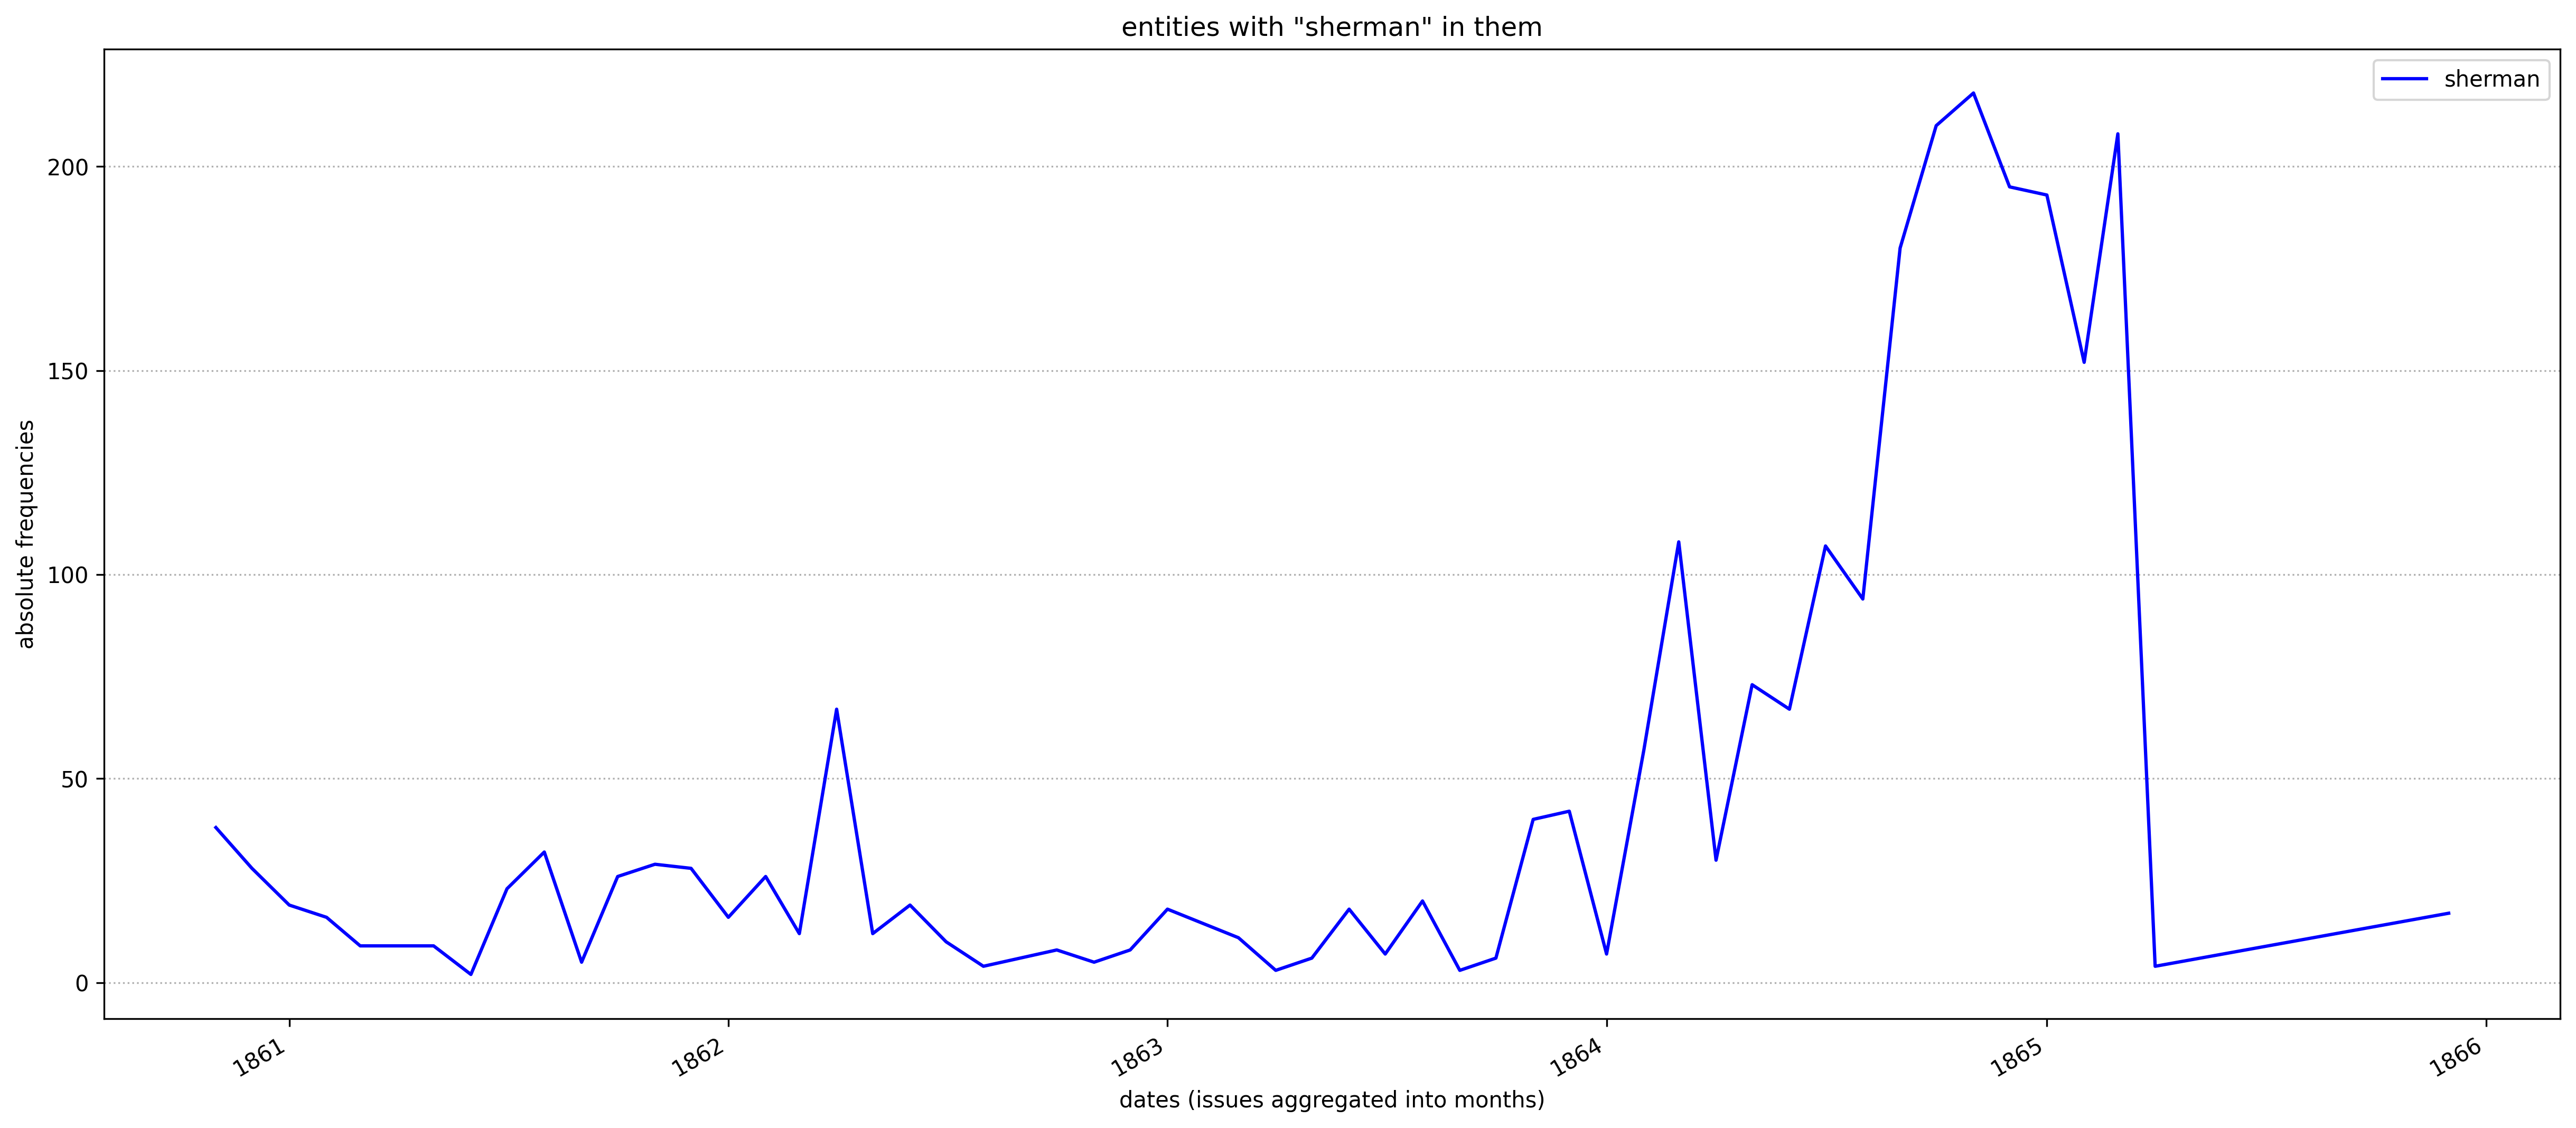 entities with "sherman" in them
sherman
200
150
100
50
0
absolute frequencies
1861
1862
1863
1864
1865
1866
dates (issues aggregated into months)